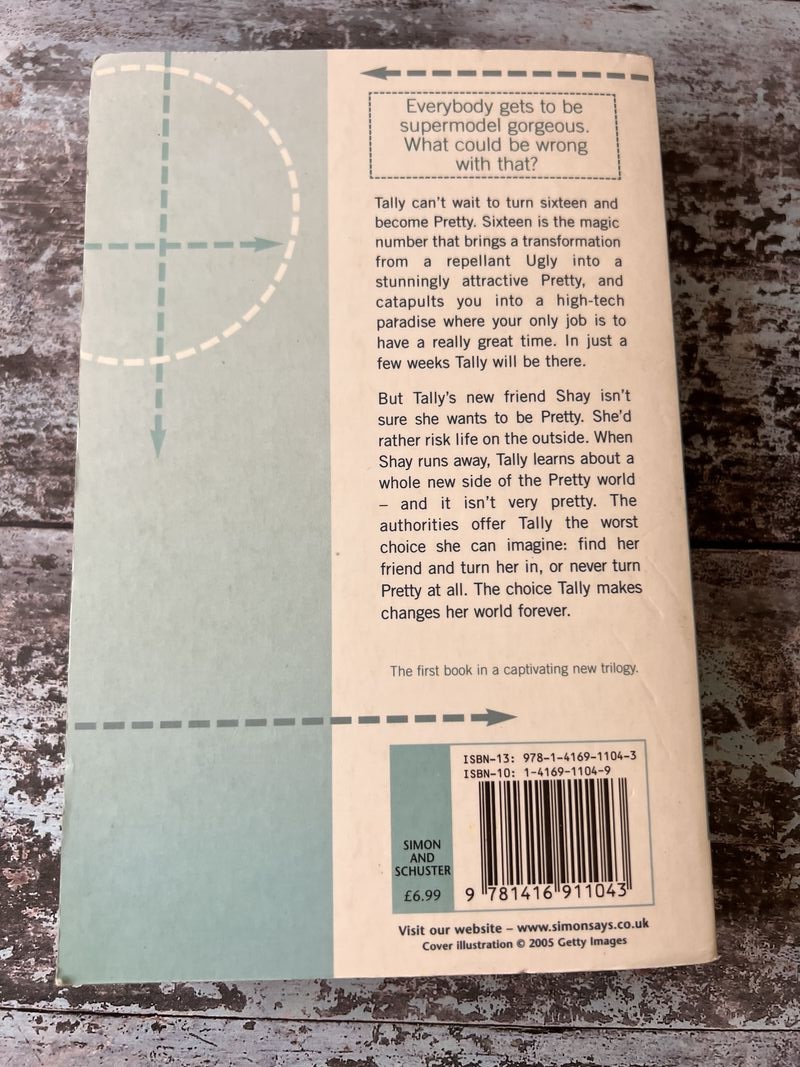 Everybody gets to be
supermodel gorgeous.
What could be wrong
with that?
Tally can't wait to turn sixteen and
become Pretty. Sixteen is the magic
number that brings a transformation
from a repellant Ugly into a
stunningly attractive Pretty, and
catapults you into a high-tech
paradise where your only job is to
have a really great time. In just a
few weeks Tally will be there.
But Tally's new friend Shay isn't
sure she wants to be Pretty. She'd
rather risk life on the outside. When
Shay runs away, Tally learns about a
whole new side of the Pretty world
– and it isn't very pretty. The
authorities offer Tally the worst
choice she can imagine: find her
friend and turn her in, or never turn
Pretty at all. The choice Tally makes
changes her world forever.
The first book in a captivating new trilogy.
ISBN-13: 978-1-4169-1104-3
ISBN-10: 1-4169-1104-9
SIMON
AND
SCHUSTER
£6.99
9 781416 911043
Visit our website – www.simonsays.co.uk
Cover illustration © 2005 Getty Images